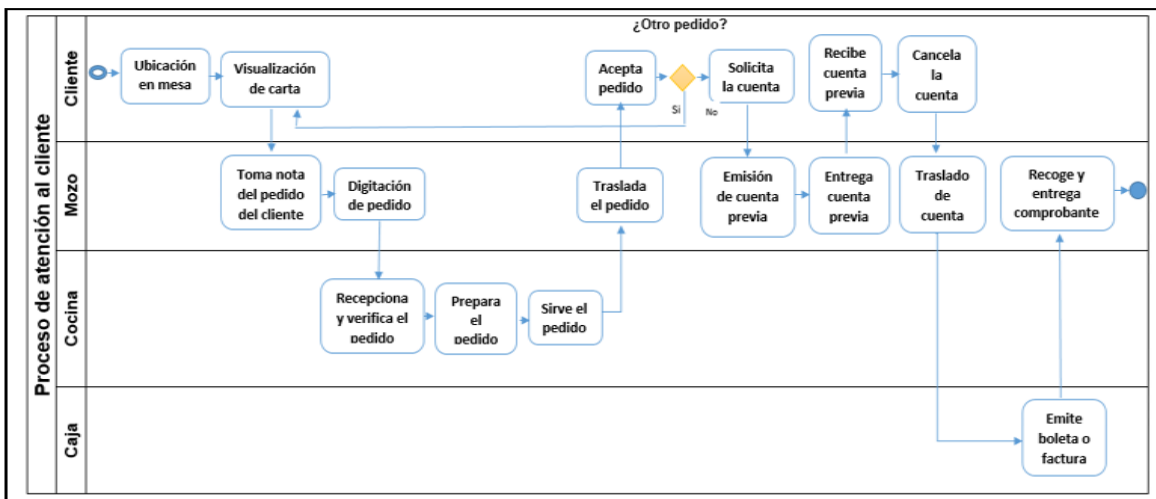 Proceso de atención al cliente
Cliente
¿Otro pedido?
Ubicación
en mesa
Visualización
de carta
Acepta
pedido
Si
No
Solicita
la cuenta
Recibe
cuenta
previa
Cancela
la
cuenta
Mozo
Toma nota
del pedido
del cliente
Digitación
de pedido
Traslada
el pedido
Emisión
de cuenta
previa
Entrega
cuenta
previa
Traslado
de
cuenta
Recoge y
entrega
comprobante
Cocina
Recepciona
y verifica el
pedido
Prepara
el
pedido
Sirve el
pedido
Caja
Emite
boleta o
factura